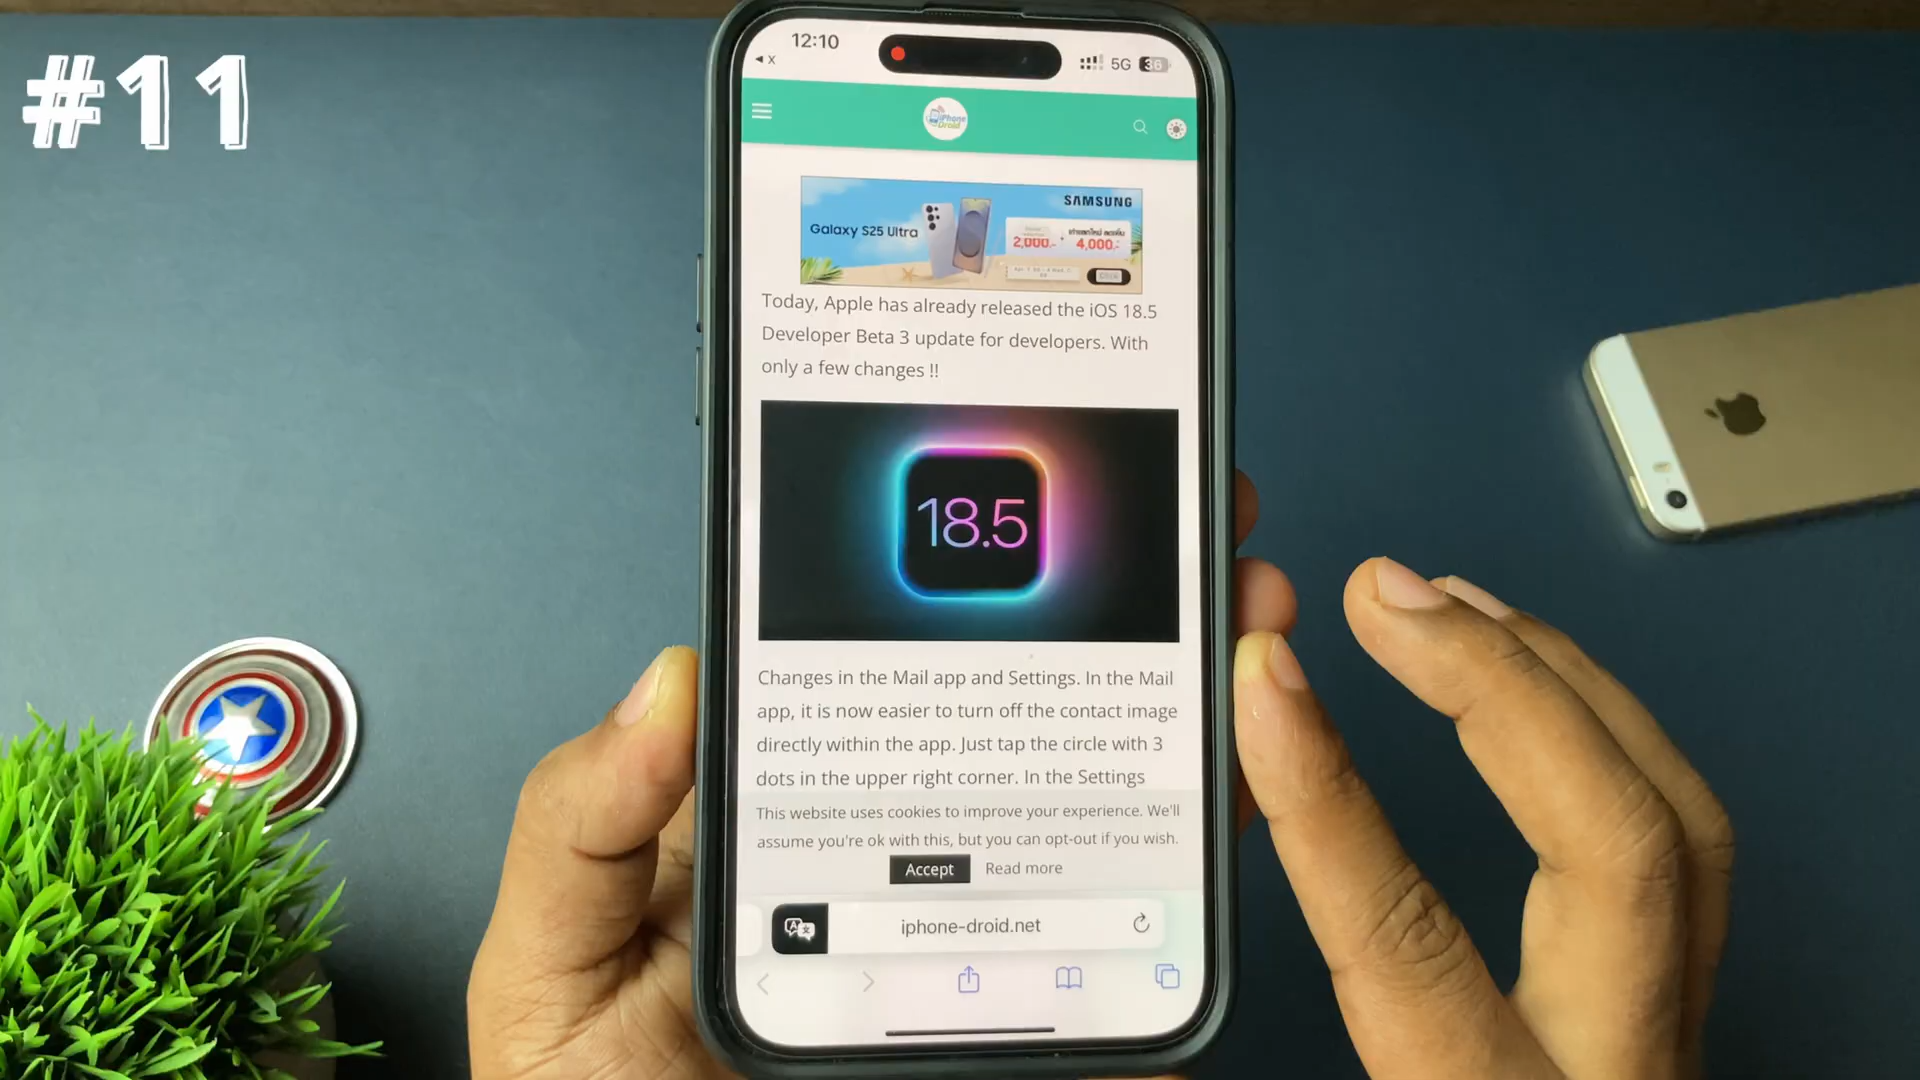 #11
12:10
X
5G
36
iPhone
Droid
SAMSUNG
Galaxy S25 Ultra
2,000.-
4,000.-
Today, Apple has already released the iOS 18.5
Developer Beta 3 update for developers. With
only a few changes !!
18.5
Changes in the Mail app and Settings. In the Mail
app, it is now easier to turn off the contact image
directly within the app. Just tap the circle with 3
dots in the upper right corner. In the Settings
This website uses cookies to improve your experience. We'll
assume you're ok with this, but you can opt-out if you wish.
Accept Read more
iphone-droid.net